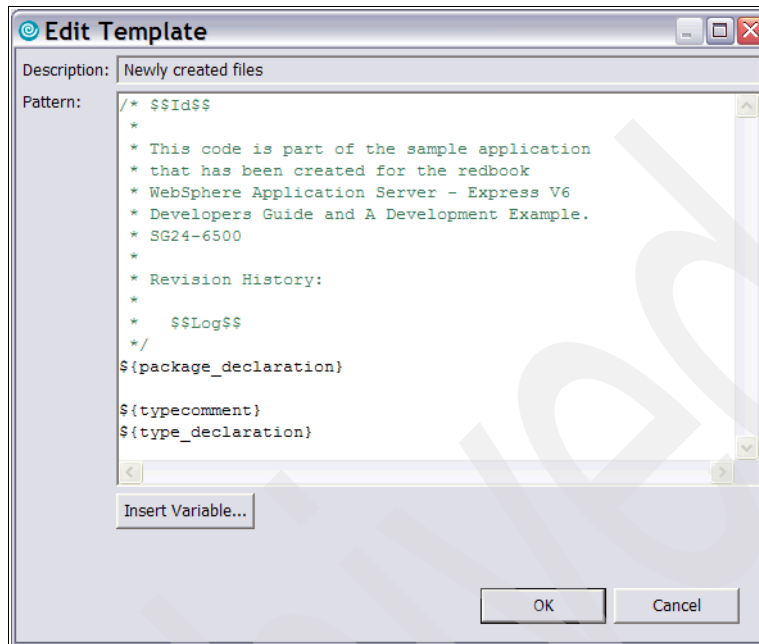 Edit Template
Description: Newly created files
Pattern:
/* $$Id$$
 *
 * This code is part of the sample application
 * that has been created for the redbook
 * WebSphere Application Server - Express V6
 * Developers Guide and A Development Example.
 * SG24-6500
 *
 * Revision History:
 *
 *   $$Log$$
 */
${package_declaration}

${typecomment}
${type_declaration}
Insert Variable...
OK Cancel